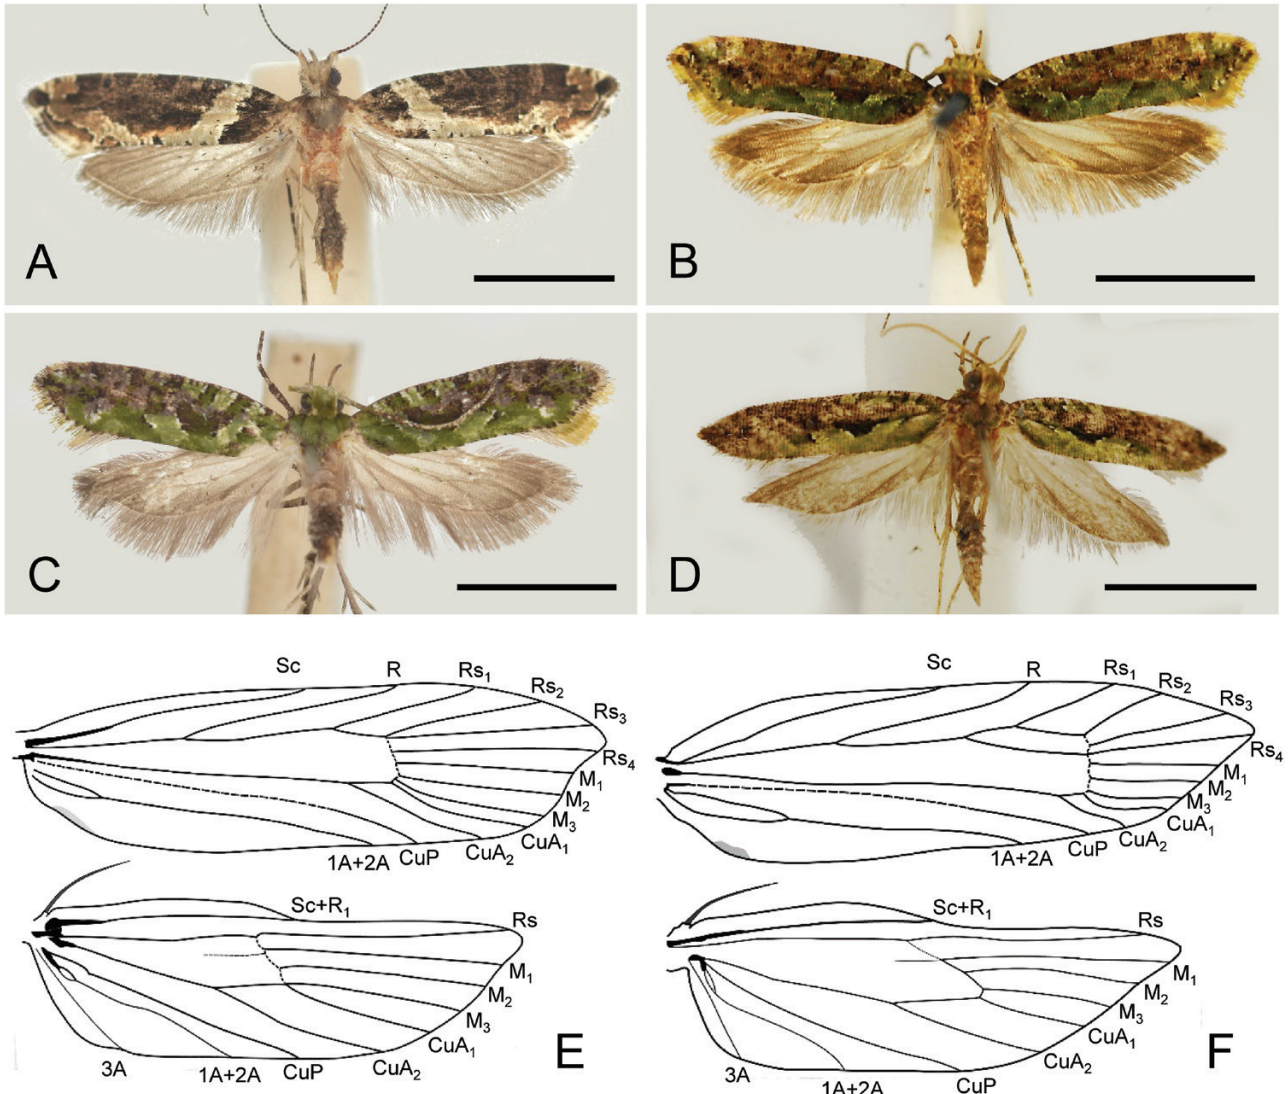 A
B
C
D
Sc R Rs1 Rs2 Rs3 Rs4 M1 M2 M3 CuA1 CuA2 CuP 1A+2A
Sc R Rs1 Rs2 Rs3 Rs4 M1 M2 M3 CuA1 CuA2 CuP 1A+2A
Sc+R1 Rs M1 M2 M3 CuA1 CuA2 CuP 1A+2A 3A
E
Sc+R1 Rs M1 M2 M3 CuA1 CuA2 CuP 1A+2A 3A
F